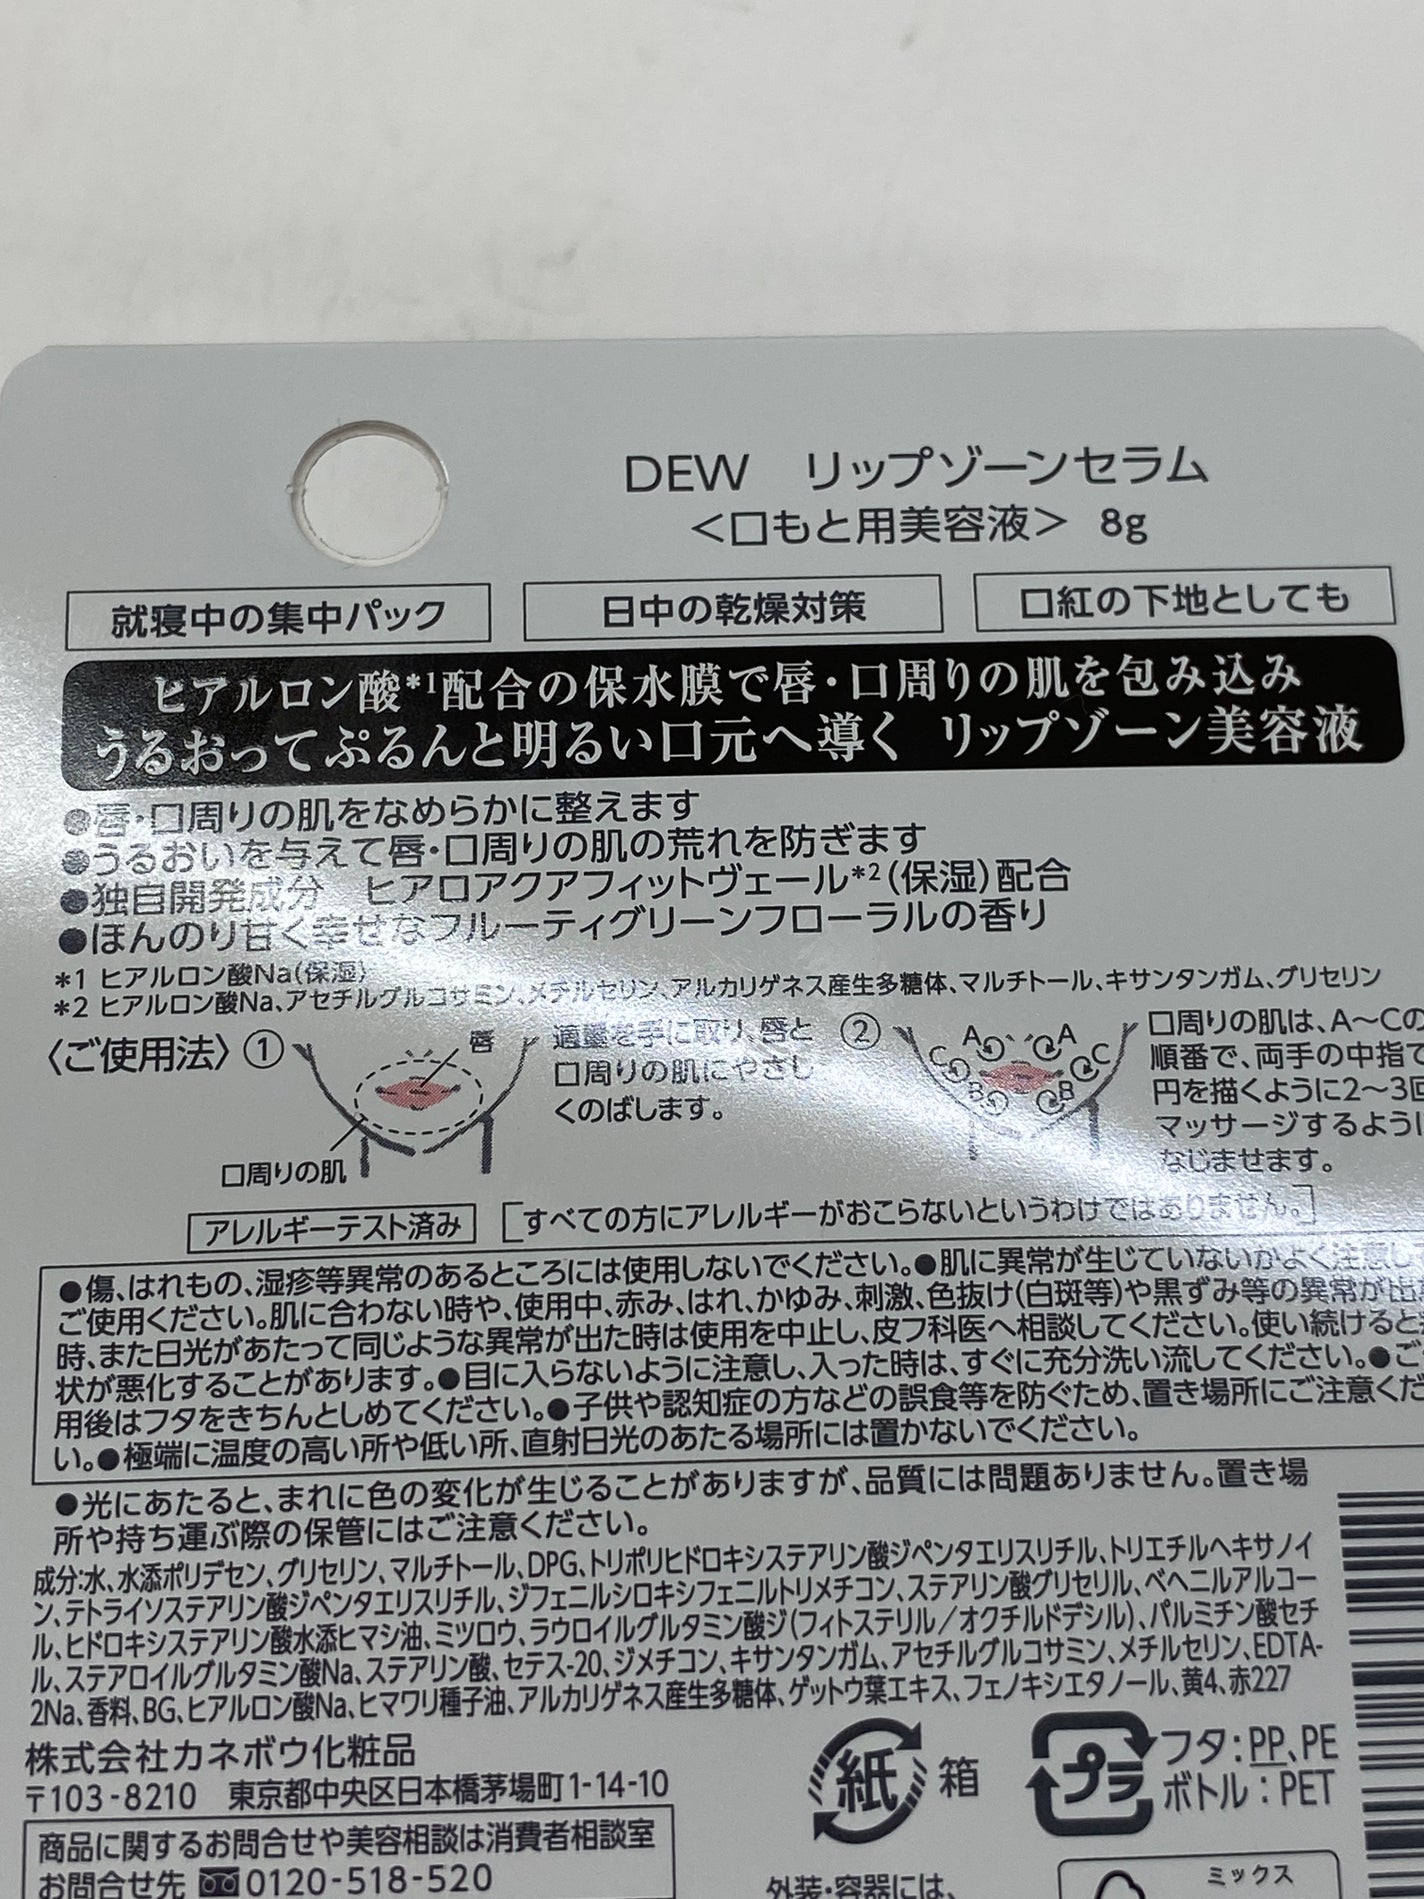 DEW リップゾーンセラム
＜口もと用美容液＞ 8g
就寝中の集中パック
日中の乾燥対策
口紅の下地としても
ヒアルロン酸*1配合の保水膜で唇・口周りの肌を包み込み
うるおってぷるんと明るい口元へ導く リップゾーン美容液
●唇・口周りの肌をなめらかに整えます
●うるおいを与えて唇・口周りの肌の荒れを防ぎます
●独自開発成分 ヒアロアクアフィットヴェール*2(保湿)配合
●ほんのり甘く幸せなフルーティグリーンフローラルの香り
*1 ヒアルロン酸Na(保湿)
*2 ヒアルロン酸Na、アセチルグルコサミン、メチルセリン、アルカリゲネス産生多糖体、マルチトール、キサンタンガム、グリセリン
〈ご使用法〉
①
唇
口周りの肌
適量を手に取り、唇と
口周りの肌にやさし
くのばします。
②
A A
C C
B B
口周りの肌は、A〜Cの
順番で、両手の中指で
円を描くように2〜3回
マッサージするように
なじませます。
アレルギーテスト済み
[すべての方にアレルギーがおこらないというわけではありません。]
●傷、はれもの、湿疹等異常のあるところには使用しないでください。●肌に異常が生じていないかよく注意し
ご使用ください。肌に合わない時や、使用中、赤み、はれ、かゆみ、刺激、色抜け(白斑等)や黒ずみ等の異常が出
時、また日光があたって同じような異常が出た時は使用を中止し、皮フ科医へ相談してください。使い続けると
状が悪化することがあります。●目に入らないように注意し、入った時は、すぐに充分洗い流してください。●ご
用後はフタをきちんとしめてください。●子供や認知症の方などの誤食等を防ぐため、置き場所にご注意くだ
い。●極端に温度の高い所や低い所、直射日光のあたる場所には置かないでください。
●光にあたると、まれに色の変化が生じることがありますが、品質には問題ありません。置き場
所や持ち運ぶ際の保管にはご注意ください。
成分:水、水添ポリデセン、グリセリン、マルチトール、DPG、トリポリヒドロキシステアリン酸ジペンタエリスリチル、トリエチルヘキサノイ
ン、テトライソステアリン酸ジペンタエリスリチル、ジフェニルシロキシフェニルトリメチコン、ステアリン酸グリセリル、ベヘニルアルコー
ル、ヒドロキシステアリン酸水添ヒマシ油、ミツロウ、ラウロイルグルタミン酸ジ(フィトステリル／オクチルドデシル)、パルミチン酸セチ
ル、ステアロイルグルタミン酸Na、ステアリン酸、セテス-20、ジメチコン、キサンタンガム、アセチルグルコサミン、メチルセリン、EDTA-
2Na、香料、BG、ヒアルロン酸Na、ヒマワリ種子油、アルカリゲネス産生多糖体、ゲットウ葉エキス、フェノキシエタノール、黄4、赤227
株式会社カネボウ化粧品
〒103-8210 東京都中央区日本橋茅場町1-14-10
商品に関するお問合せや美容相談は消費者相談室
お問合せ先 0120-518-520
紙 箱
プラ
フタ:PP、PE
ボトル:PET
外装・容器には、
ミックス